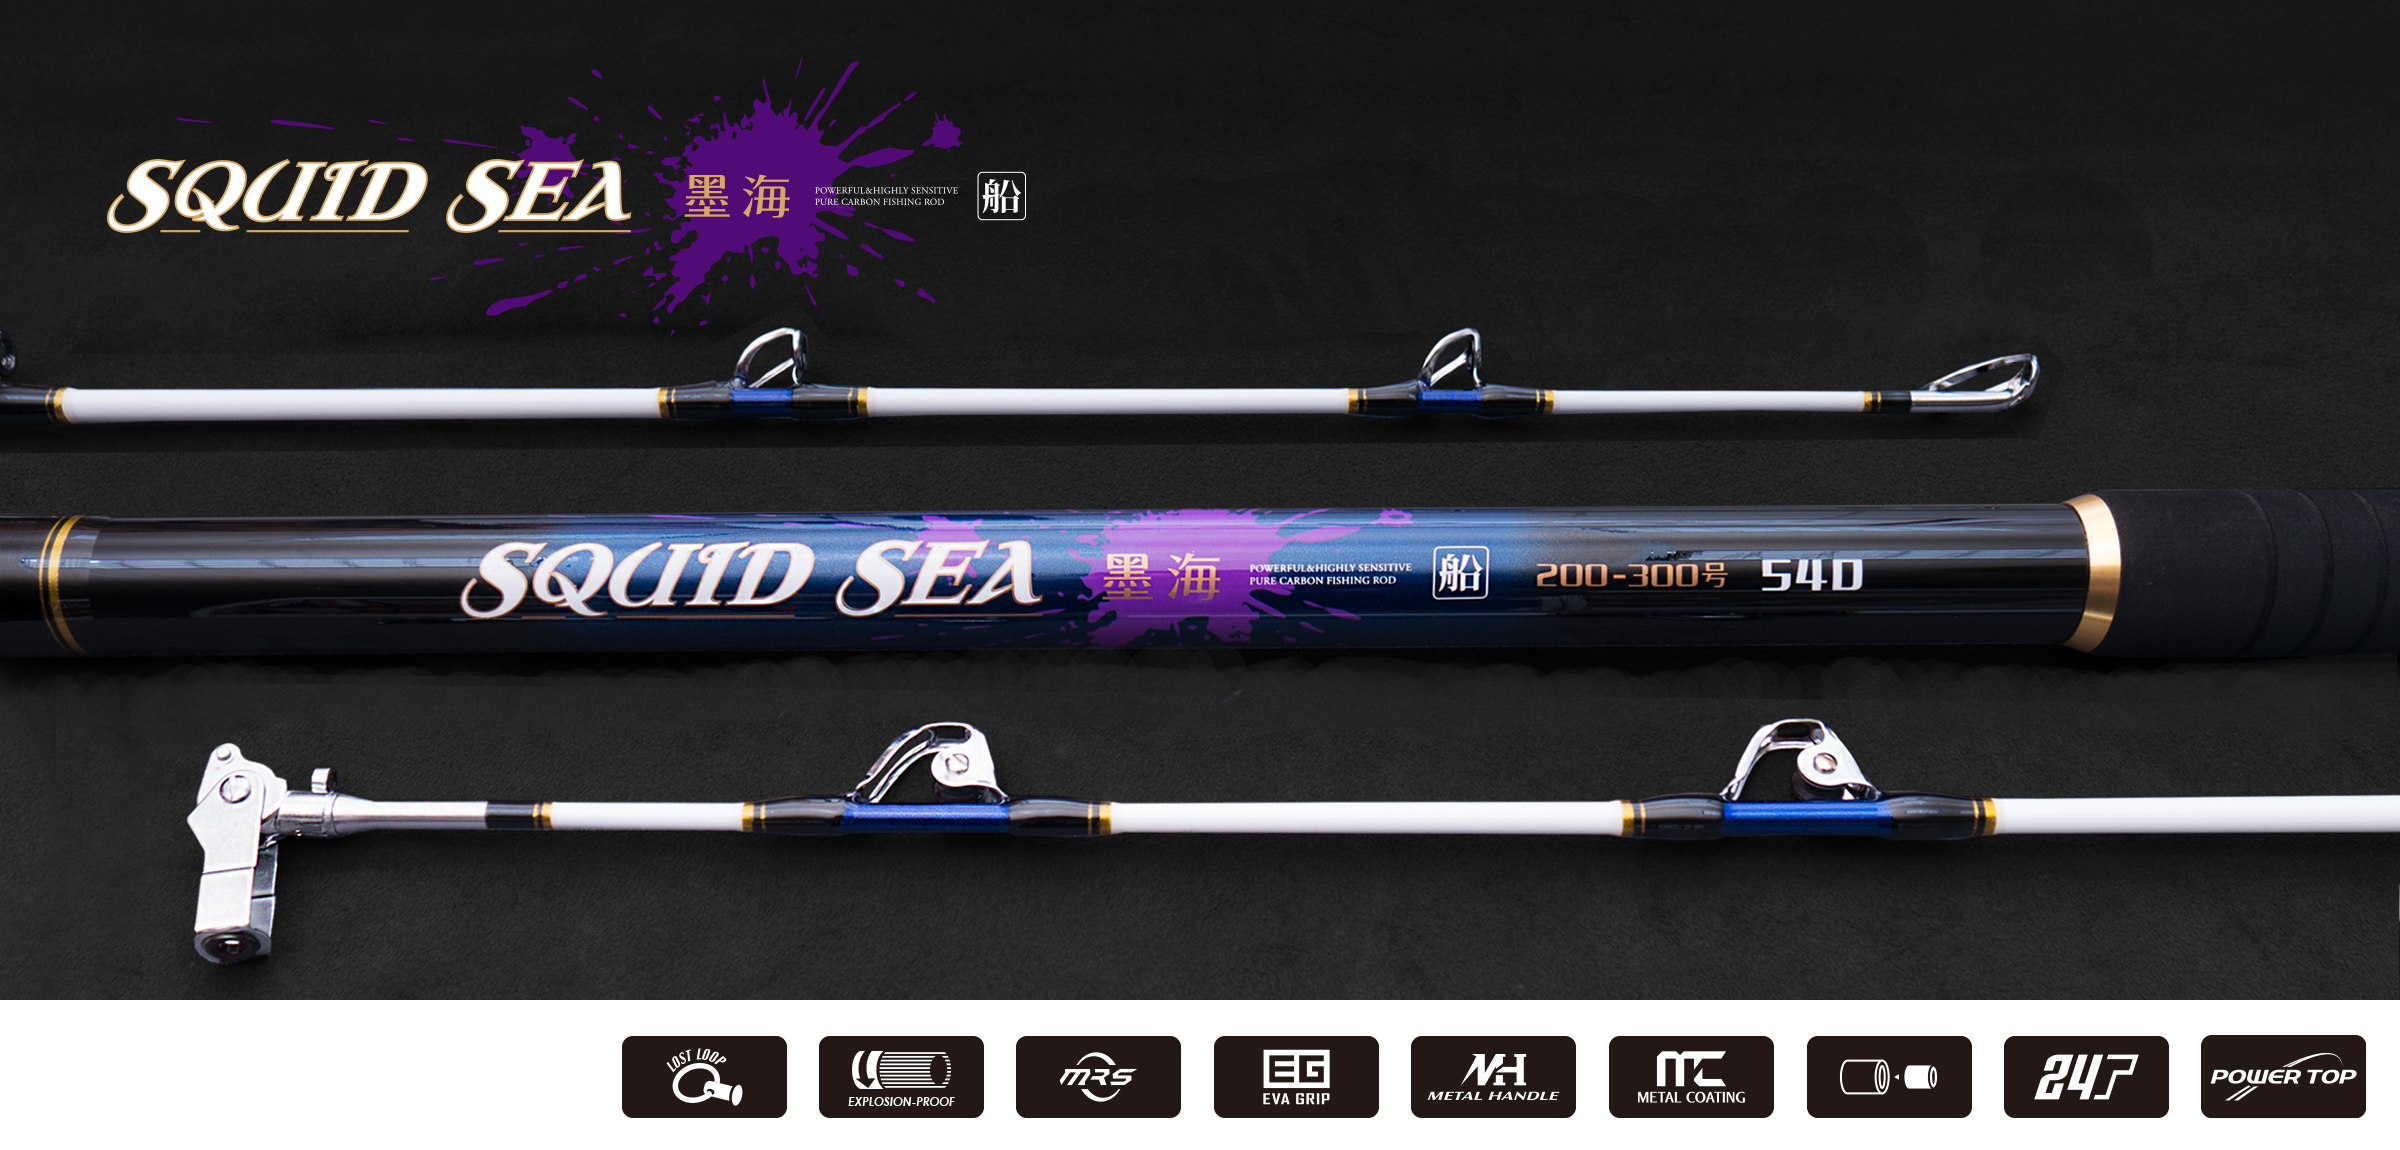 SQUID SEA 墨海 POWERFUL&HIGHLY SENSITIVE
PURE CARBON FISHING ROD 船
SQUID SEA 墨海 POWERFUL&HIGHLY SENSITIVE
PURE CARBON FISHING ROD 船 200-300号 540
LOST LOOP
EXPLOSION-PROOF
MRS
EG
EVA GRIP
MH
METAL HANDLE
MC
METAL COATING
24T
POWER TOP